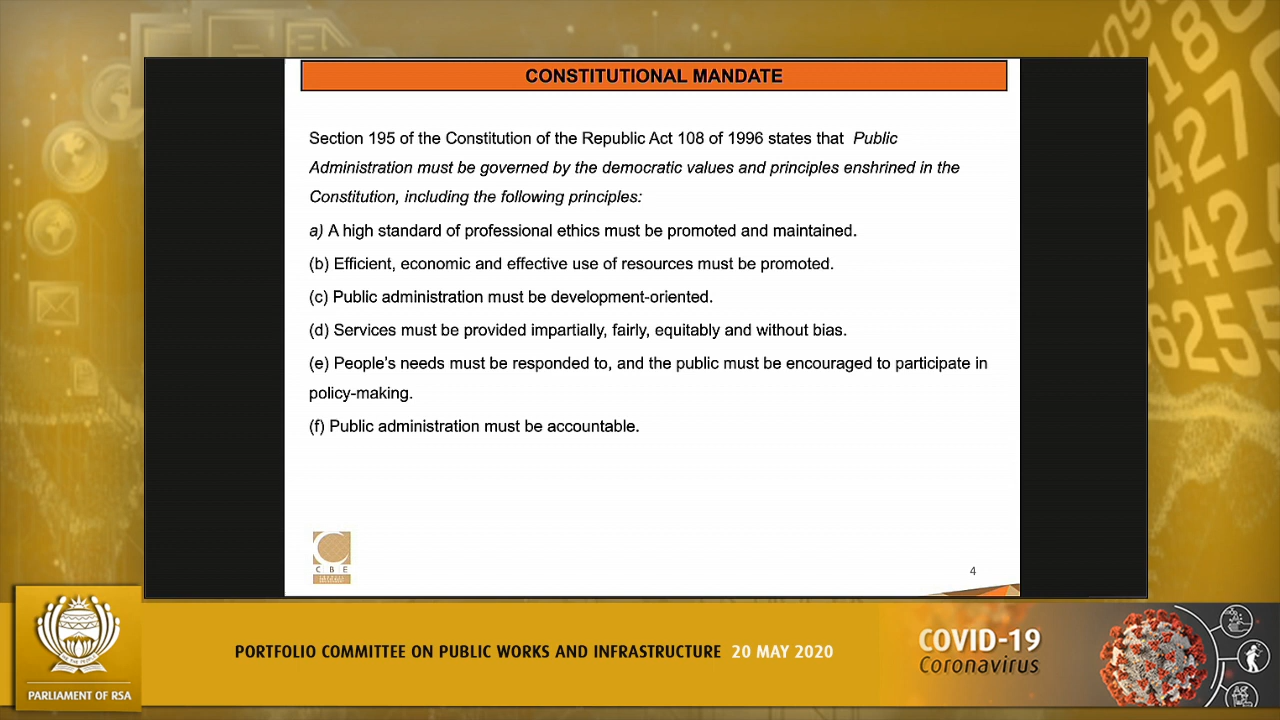 CONSTITUTIONAL MANDATE
Section 195 of the Constitution of the Republic Act 108 of 1996 states that Public
Administration must be governed by the democratic values and principles enshrined in the
Constitution, including the following principles:
a) A high standard of professional ethics must be promoted and maintained.
(b) Efficient, economic and effective use of resources must be promoted.
(c) Public administration must be development-oriented.
(d) Services must be provided impartially, fairly, equitably and without bias.
(e) People's needs must be responded to, and the public must be encouraged to participate in
policy-making.
(f) Public administration must be accountable.
C B E
4
PORTFOLIO COMMITTEE ON PUBLIC WORKS AND INFRASTRUCTURE 20 MAY 2020
COVID-19
Coronavirus
PARLIAMENT OF RSA